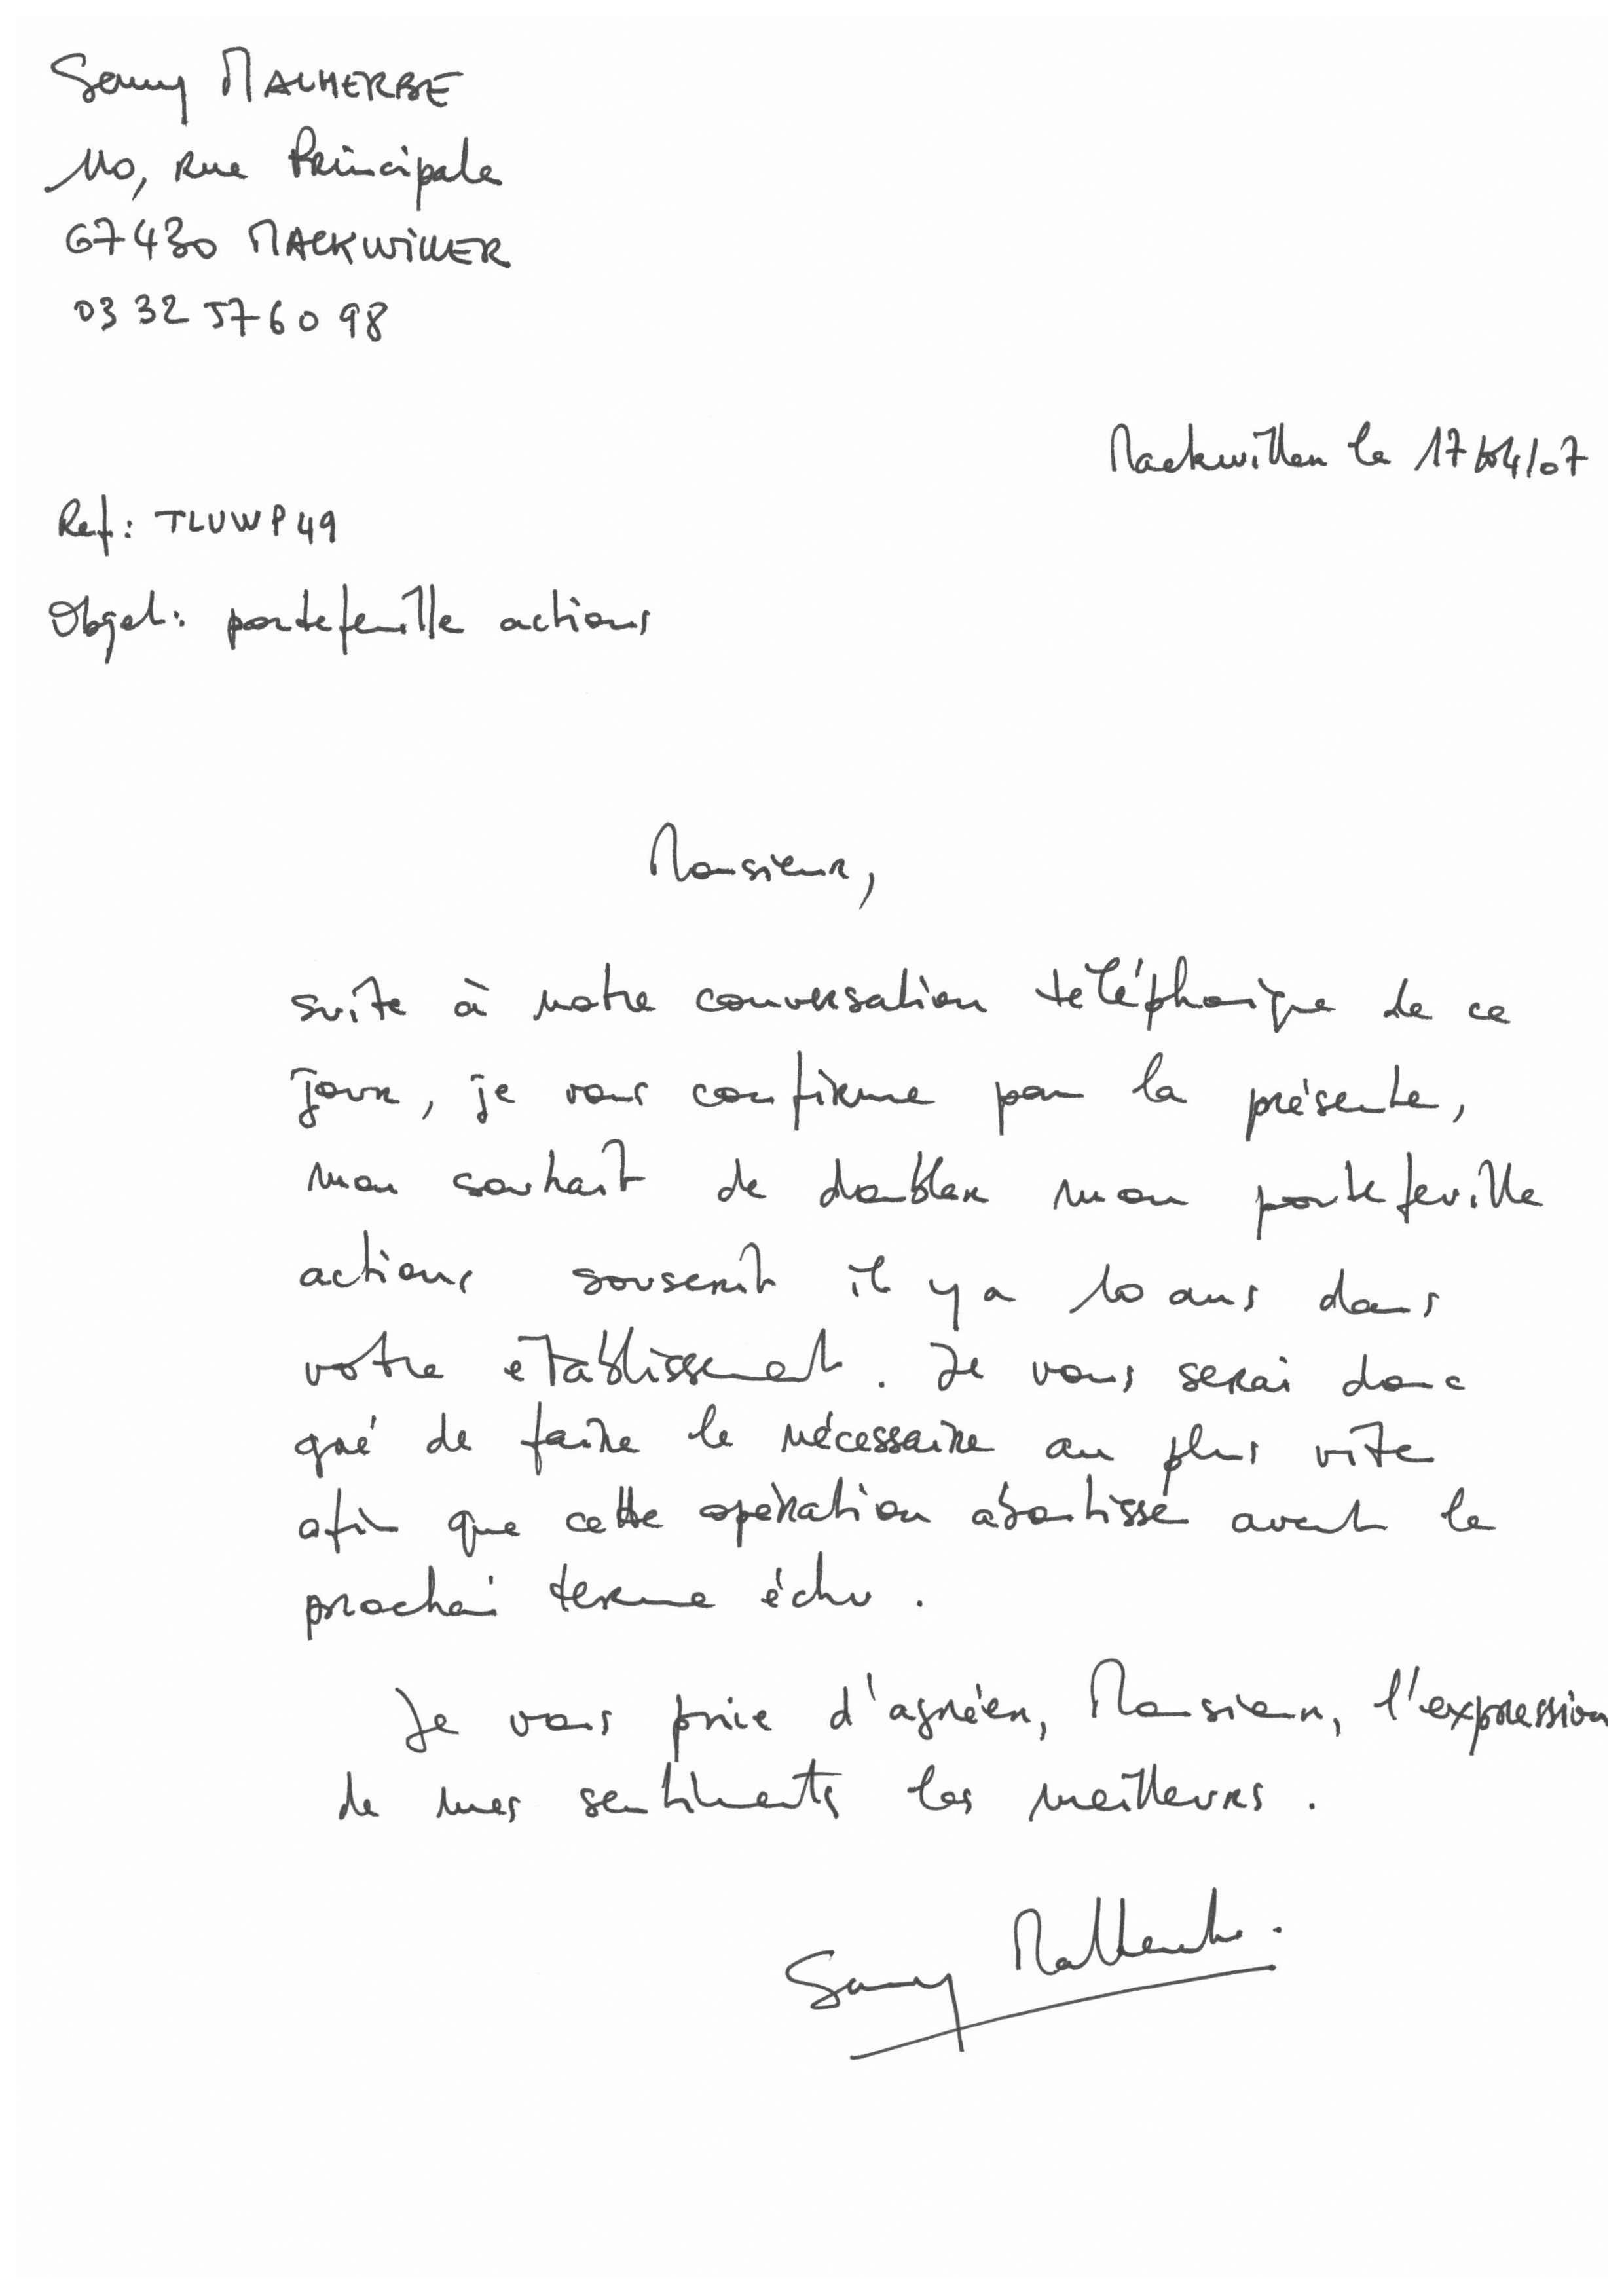 Samy MALHERBE
110, Rue Principale
67430 MACKWILLER
03 32 57 60 98
Mackwiller le 17/04/07
Ref: TLUWP49
Objet: portefeuille actions
Monsieur,
suite à notre conversation téléphonique de ce
jour, je vous confirme par la présente,
mon souhait de doubler mon portefeuille
actions souscrit il y a 10 ans dans
votre etablissement. Je vous serai donc
gré de faire le nécessaire au plus vite
afin que cette opération aboutisse avant le
prochain terme échu.
Je vous prie d'agréer, Monsieur, l'expression
de mes sentiments les meilleurs.
Samy Malherbe.